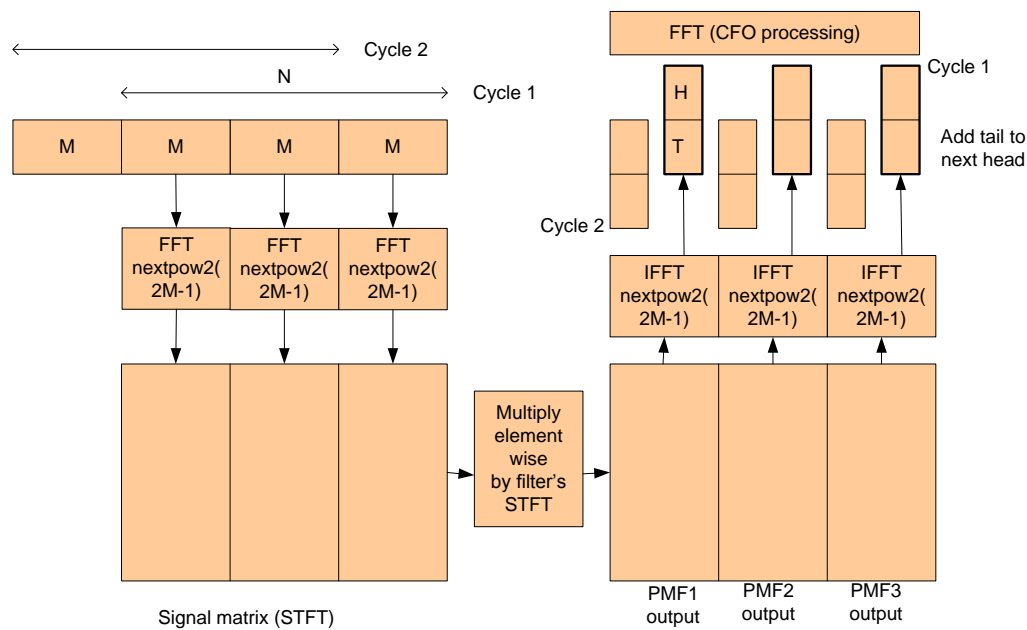 Cycle 2
N
Cycle 1
M M M M
FFT
nextpow2(
2M-1)
FFT
nextpow2(
2M-1)
FFT
nextpow2(
2M-1)
Signal matrix (STFT)
Multiply
element
wise
by filter's
STFT
FFT (CFO processing)
Cycle 1
H
T
Add tail to
next head
Cycle 2
IFFT
nextpow2(
2M-1)
IFFT
nextpow2(
2M-1)
IFFT
nextpow2(
2M-1)
PMF1
output
PMF2
output
PMF3
output